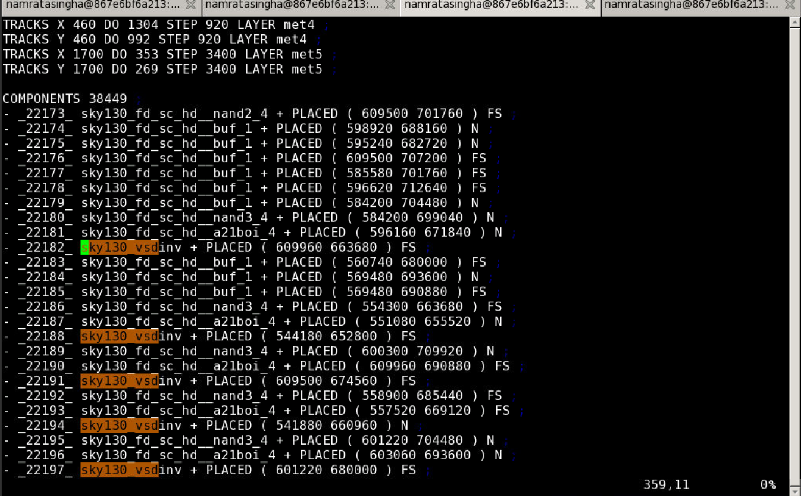 namratasingha@867e6bf6a213:... namratasingha@867e6bf6a213:... namratasingha@867e6bf6a213:... namratasingha@867e6bf6a213:...
TRACKS X 460 DO 1304 STEP 920 LAYER met4 ;
TRACKS Y 460 DO 992 STEP 920 LAYER met4 ;
TRACKS X 1700 DO 353 STEP 3400 LAYER met5 ;
TRACKS Y 1700 DO 269 STEP 3400 LAYER met5 ;
COMPONENTS 38449 ;
- _22173_ sky130_fd_sc_hd__nand2_4 + PLACED ( 609500 701760 ) FS ;
- _22174_ sky130_fd_sc_hd__buf_1 + PLACED ( 598920 688160 ) N ;
- _22175_ sky130_fd_sc_hd__buf_1 + PLACED ( 595240 682720 ) N ;
- _22176_ sky130_fd_sc_hd__buf_1 + PLACED ( 609500 707200 ) FS ;
- _22177_ sky130_fd_sc_hd__buf_1 + PLACED ( 585580 701760 ) FS ;
- _22178_ sky130_fd_sc_hd__buf_1 + PLACED ( 596620 712640 ) FS ;
- _22179_ sky130_fd_sc_hd__buf_1 + PLACED ( 584200 704480 ) N ;
- _22180_ sky130_fd_sc_hd__nand3_4 + PLACED ( 584200 699040 ) N ;
- _22181_ sky130_fd_sc_hd__a21boi_4 + PLACED ( 596160 671840 ) N ;
- _22182_ sky130_vsdinv + PLACED ( 609960 663680 ) FS ;
- _22183_ sky130_fd_sc_hd__buf_1 + PLACED ( 560740 680000 ) FS ;
- _22184_ sky130_fd_sc_hd__buf_1 + PLACED ( 569480 693600 ) N ;
- _22185_ sky130_fd_sc_hd__buf_1 + PLACED ( 569480 690880 ) FS ;
- _22186_ sky130_fd_sc_hd__nand3_4 + PLACED ( 554300 663680 ) FS ;
- _22187_ sky130_fd_sc_hd__a21boi_4 + PLACED ( 551080 655520 ) N ;
- _22188_ sky130_vsdinv + PLACED ( 544180 652800 ) FS ;
- _22189_ sky130_fd_sc_hd__nand3_4 + PLACED ( 600300 709920 ) N ;
- _22190_ sky130_fd_sc_hd__a21boi_4 + PLACED ( 609960 690880 ) FS ;
- _22191_ sky130_vsdinv + PLACED ( 609500 674560 ) FS ;
- _22192_ sky130_fd_sc_hd__nand3_4 + PLACED ( 558900 685440 ) FS ;
- _22193_ sky130_fd_sc_hd__a21boi_4 + PLACED ( 557520 669120 ) FS ;
- _22194_ sky130_vsdinv + PLACED ( 541880 660960 ) N ;
- _22195_ sky130_fd_sc_hd__nand3_4 + PLACED ( 601220 704480 ) N ;
- _22196_ sky130_fd_sc_hd__a21boi_4 + PLACED ( 603060 693600 ) N ;
- _22197_ sky130_vsdinv + PLACED ( 601220 680000 ) FS ;
359,11 0%